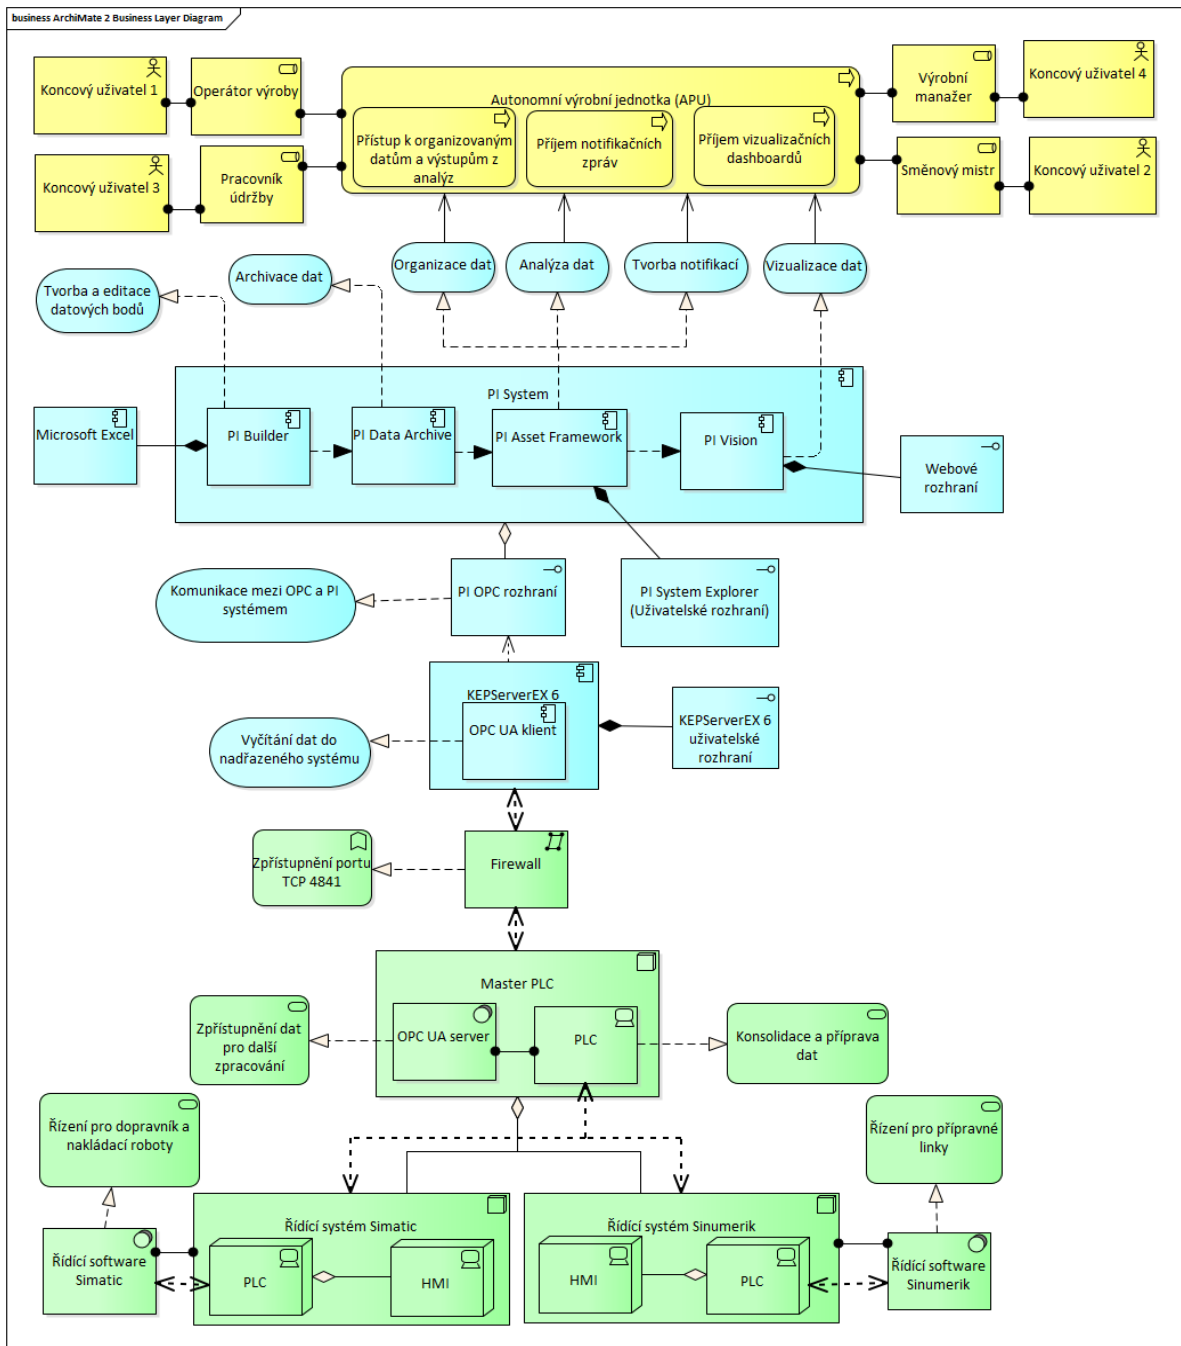 business ArchiMate 2 Business Layer Diagram
Koncový uživatel 1
Operátor výroby
Autonomní výrobní jednotka (APU)
Výrobní
manažer
Koncový uživatel 4
Přístup k organizovaným
datům a výstupům z
analýz
Příjem notifikačních
zpráv
Příjem vizualizačních
dashboardů
Koncový uživatel 3
Pracovník
údržby
Směnový mistr
Koncový uživatel 2
Organizace dat
Analýza dat
Tvorba notifikací
Vizualizace dat
Archivace dat
Tvorba a editace
datových bodů
PI System
Microsoft Excel
PI Builder
PI Data Archive
PI Asset Framework
PI Vision
Webové
rozhraní
Komunikace mezi OPC a PI
systémem
PI OPC rozhraní
PI System Explorer
(Uživatelské rozhraní)
KEPServerEX 6
OPC UA klient
KEPServerEX 6
uživatelské
rozhraní
Vyčítání dat do
nadřazeného systému
Zpřístupnění portu
TCP 4841
Firewall
Master PLC
OPC UA server
PLC
Zpřístupnění dat
pro další
zpracování
Konsolidace a příprava
dat
Řízení pro dopravník a
nakládací roboty
Řízení pro přípravné
linky
Řídící systém Simatic
Řídící systém Sinumerik
Řídící software
Simatic
PLC
HMI
HMI
PLC
Řídící software
Sinumerik